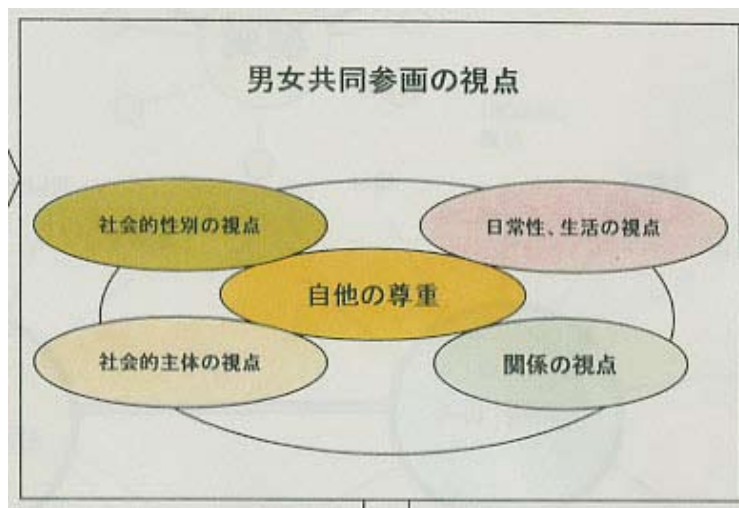 男女共同参画の視点
社会的性別の視点
日常性、生活の視点
自他の尊重
社会的主体の視点
関係の視点